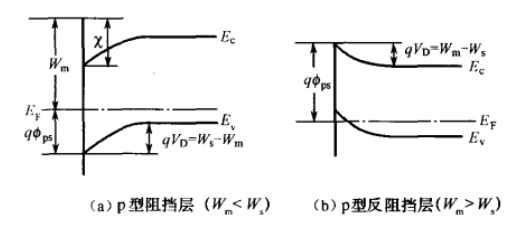 χ
E_c
W_m
E_F
E_v
qφ_ps
qV_D=W_s-W_m
(a) p型阻挡层 (W_m<W_s)
qV_D=W_m-W_s
E_c
qφ_ps
E_F
E_v
(b) p型反阻挡层(W_m>W_s)